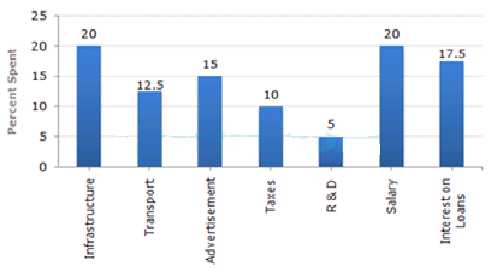 Percent Spent
25
20
15
10
5
0
20
12.5
15
10
5
20
17.5
Infrastructure
Transport
Advertisement
Taxes
R & D
Salary
Interest on
Loans